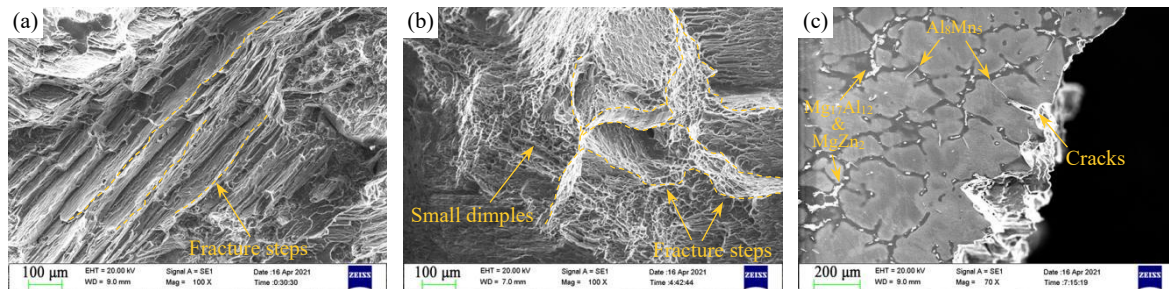 (a)
Fracture steps
100 μm
EHT = 20.00 kV
WD = 9.0 mm
Signal A = SE1
Mag = 100 X
Date :16 Apr 2021
Time :0:30:30
ZEISS
(b)
Small dimples
Fracture steps
100 μm
EHT = 20.00 kV
WD = 7.0 mm
Signal A = SE1
Mag = 100 X
Date :16 Apr 2021
Time :4:42:44
ZEISS
(c)
Al₈Mn₅
Mg₁₇Al₁₂
&
MgZn₂
Cracks
200 μm
EHT = 20.00 kV
WD = 9.0 mm
Signal A = SE1
Mag = 70 X
Date :16 Apr 2021
Time :7:15:19
ZEISS